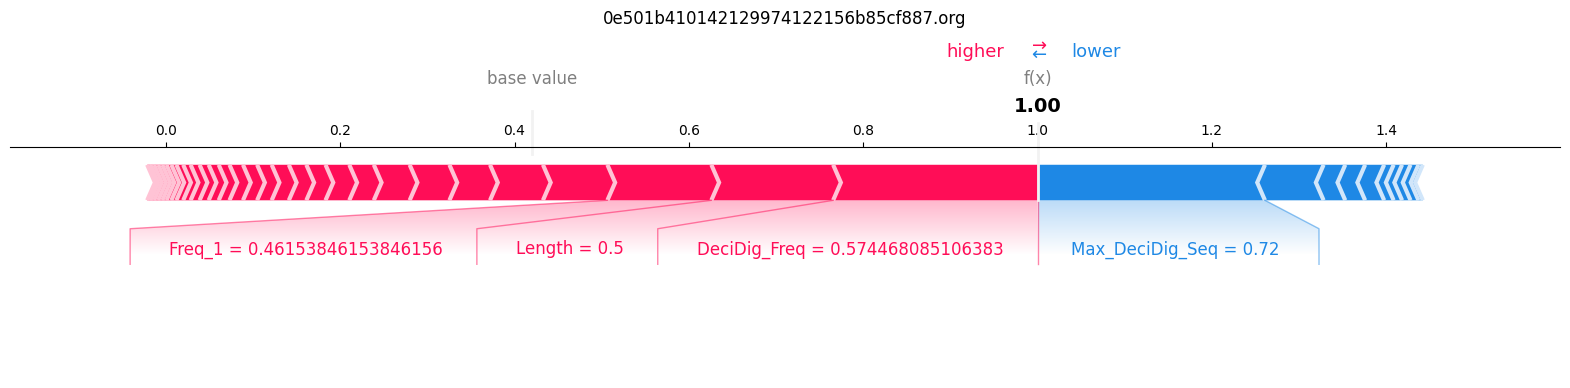 0e501b410142129974122156b85cf887.org
higher ⇄ lower
base value f(x)
1.00
0.0 0.2 0.4 0.6 0.8 1.0 1.2 1.4
Freq_1 = 0.46153846153846156 Length = 0.5 DeciDig_Freq = 0.574468085106383 Max_DeciDig_Seq = 0.72